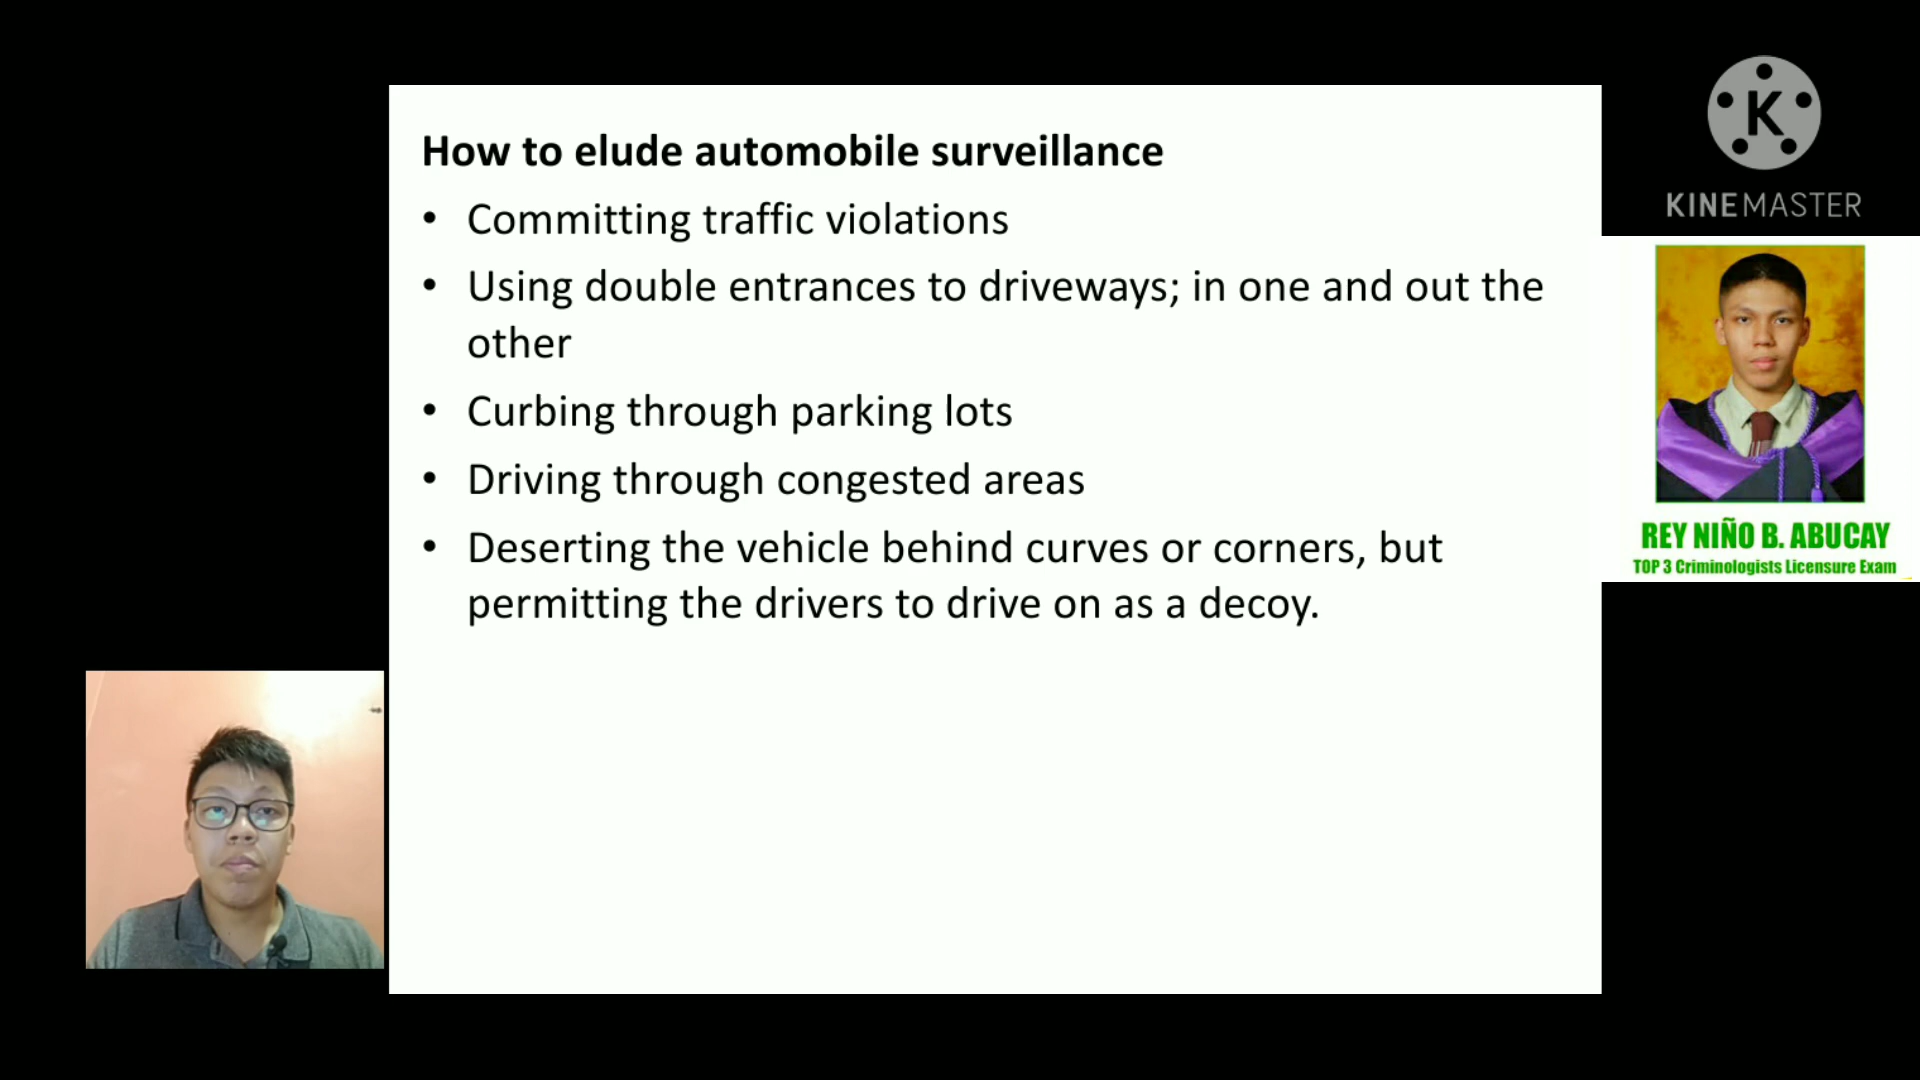 How to elude automobile surveillance
• Committing traffic violations
• Using double entrances to driveways; in one and out the
other
• Curbing through parking lots
• Driving through congested areas
• Deserting the vehicle behind curves or corners, but
permitting the drivers to drive on as a decoy.
K
KINEMASTER
REY NIÑO B. ABUCAY
TOP 3 Criminologists Licensure Exam